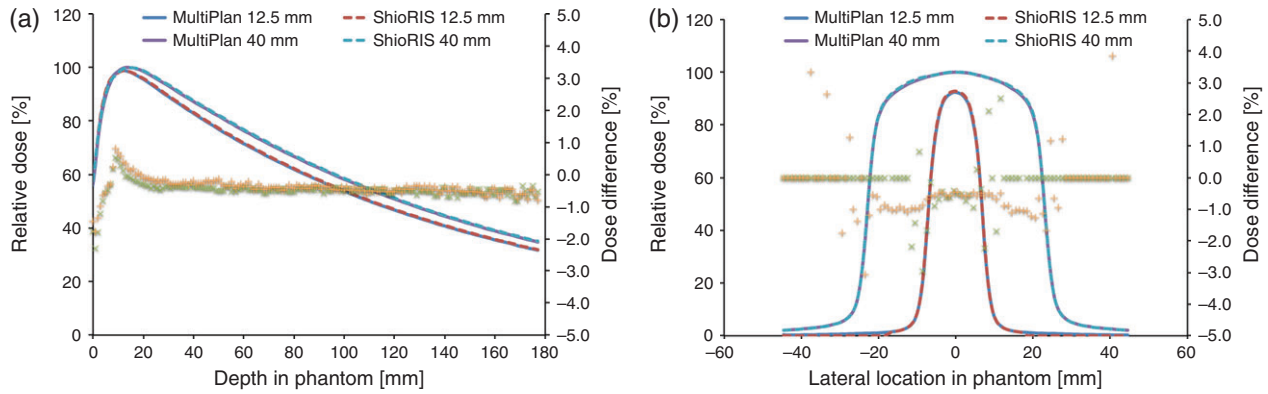 (a)
MultiPlan 12.5 mm
ShioRIS 12.5 mm
MultiPlan 40 mm
ShioRIS 40 mm
Relative dose [%]
120
100
80
60
40
20
0
0 20 40 60 80 100 120 140 160 180
Depth in phantom [mm]
5.0
4.0
3.0
2.0
1.0
0.0
−1.0
−2.0
−3.0
−4.0
−5.0
Dose difference [%]
(b)
MultiPlan 12.5 mm
ShioRIS 12.5 mm
MultiPlan 40 mm
ShioRIS 40 mm
Relative dose [%]
120
100
80
60
40
20
0
−60 −40 −20 0 20 40 60
Lateral location in phantom [mm]
5.0
4.0
3.0
2.0
1.0
0.0
−1.0
−2.0
−3.0
−4.0
−5.0
Dose difference [%]